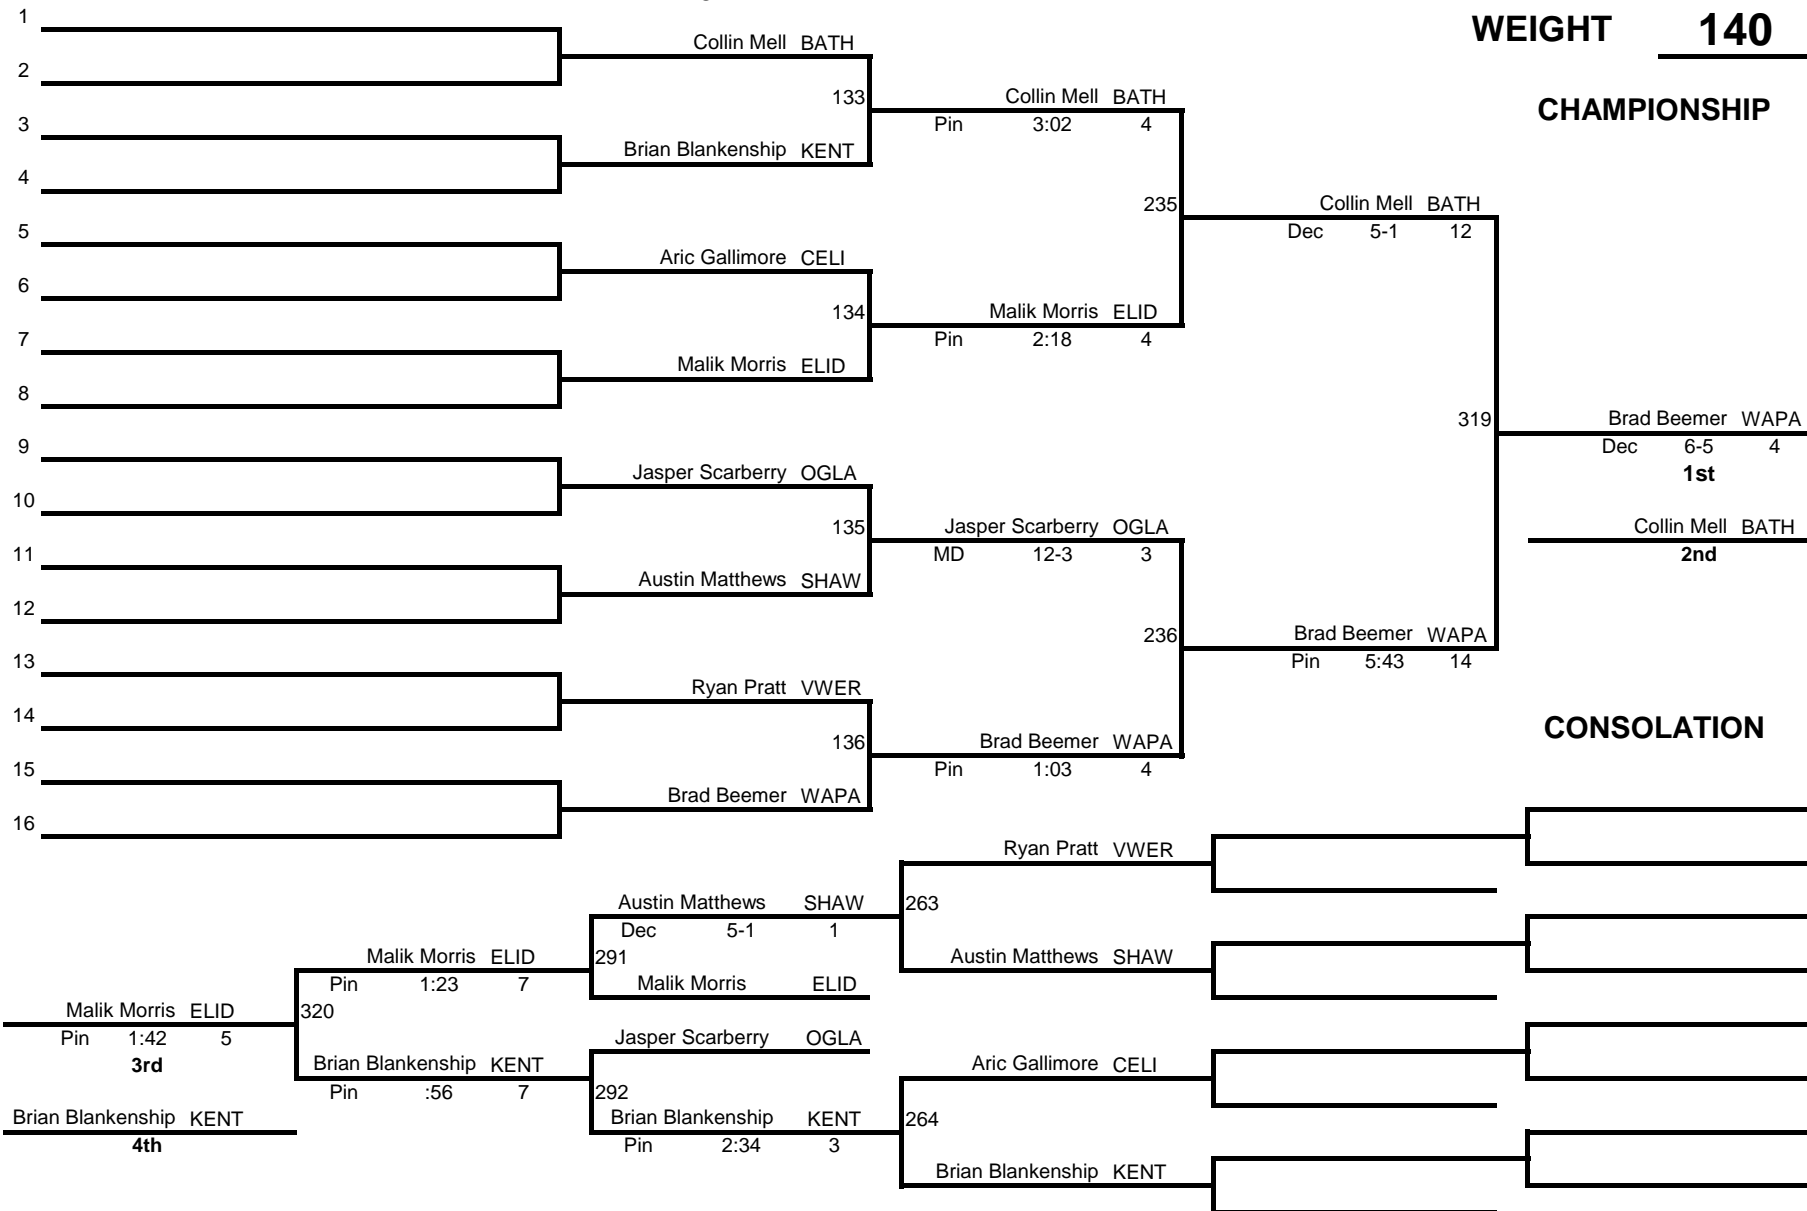 1
WEIGHT 140
Collin Mell BATH
2
133 Collin Mell BATH
CHAMPIONSHIP
3
Pin 3:02 4
Brian Blankenship KENT
4
235 Collin Mell BATH
5
Dec 5-1 12
Aric Gallimore CELI
6
134 Malik Morris ELID
7
Pin 2:18 4
Malik Morris ELID
8
319 Brad Beemer WAPA
9
Dec 6-5 4
Jasper Scarberry OGLA
1st
10
135 Jasper Scarberry OGLA
Collin Mell BATH
11
MD 12-3 3
2nd
Austin Matthews SHAW
12
236 Brad Beemer WAPA
13
Pin 5:43 14
Ryan Pratt VWER
14
CONSOLATION
136 Brad Beemer WAPA
15
Pin 1:03 4
Brad Beemer WAPA
16
Ryan Pratt VWER
Austin Matthews SHAW 263
Dec 5-1 1
Malik Morris ELID 291 Austin Matthews SHAW
Pin 1:23 7 Malik Morris ELID
Malik Morris ELID 320
Pin 1:42 5 Jasper Scarberry OGLA
3rd Brian Blankenship KENT Aric Gallimore CELI
Pin :56 7 292
Brian Blankenship KENT Brian Blankenship KENT 264
4th Pin 2:34 3
Brian Blankenship KENT